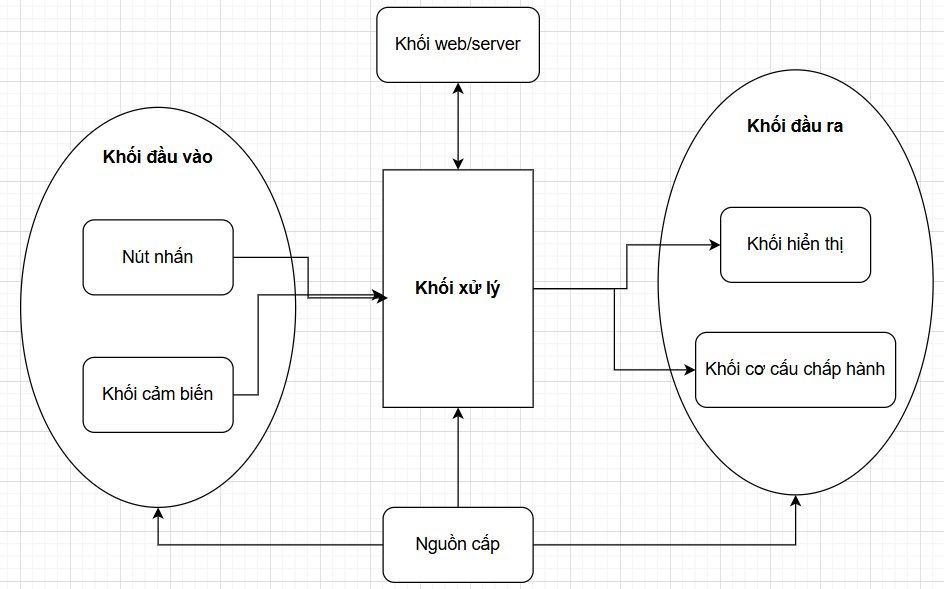 Khối web/server
Khối đầu vào
Khối đầu ra
Nút nhấn
Khối hiển thị
Khối xử lý
Khối cảm biến
Khối cơ cấu chấp hành
Nguồn cấp